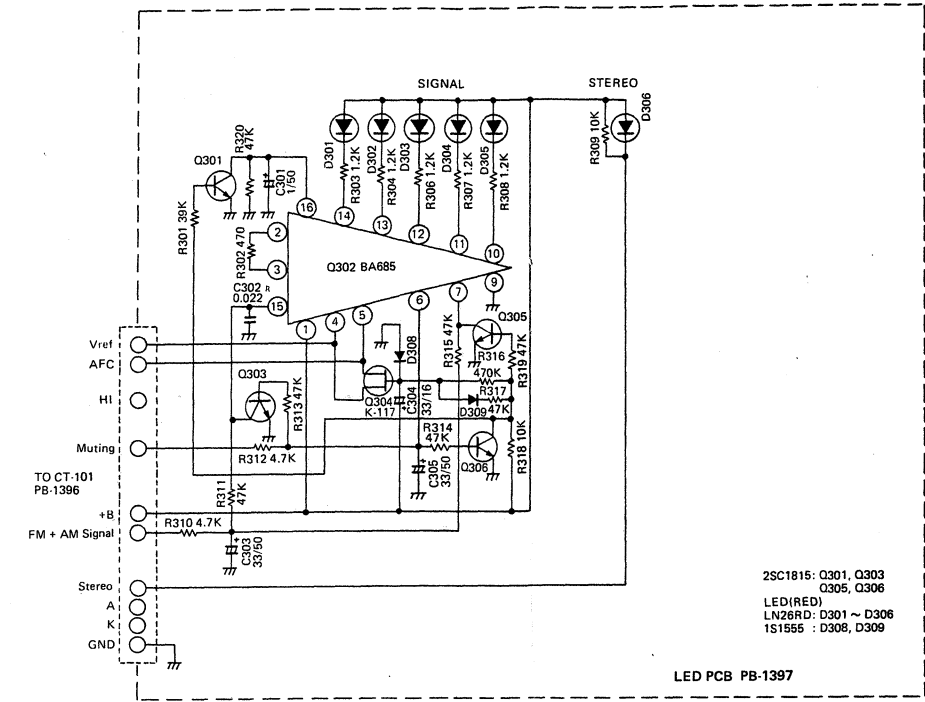 SIGNAL
STEREO
D306
R309 10K
D301
D302
D303
D304
D305
R303 1.2K
R304 1.2K
R306 1.2K
R307 1.2K
R308 1.2K
R320
47K
Q301
C301
1/50
R301 39K
16
14
13
12
11
10
2
R302 470
3
Q302 BA685
9
C302 R
0.022
15
1
4
5
6
7
Q305
R315 47K
R316
470K
R319 47K
D308
Vref
AFC
HI
Q303
R313 47K
Q304
K-117
C304
33/16
D309
R317
47K
R314
47K
R318 10K
Muting
R312 4.7K
C305
33/50
Q306
TO CT-101
PB-1396
R311
47K
+B
R310 4.7K
FM + AM Signal
C303
33/50
Stereo
A
K
GND
2SC1815: Q301, Q303
Q305, Q306
LED(RED)
LN26RD: D301 ~ D306
1S1555 : D308, D309
LED PCB PB-1397